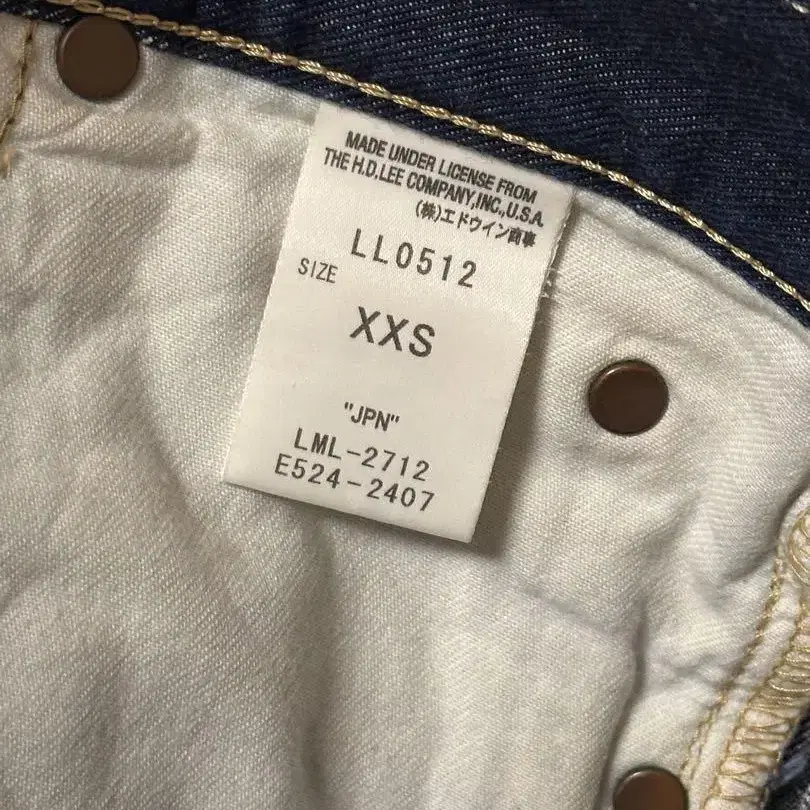 MADE UNDER LICENSE FROM
THE H.D.LEE COMPANY,INC.,U.S.A.
(株)エドウイン商事
LL0512
SIZE
XXS
"JPN"
LML-2712
E524-2407